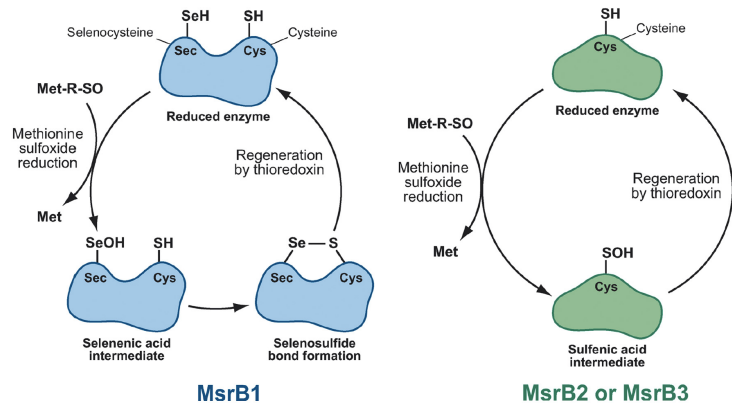 SeH
SH
Selenocysteine
Cysteine
Sec
Cys
Reduced enzyme
Met-R-SO
Methionine
sulfoxide
reduction
Met
Regeneration
by thioredoxin
SeOH
SH
Sec
Cys
Selenenic acid
intermediate
Se — S
Sec
Cys
Selenosulfide
bond formation
MsrB1
SH
Cysteine
Cys
Reduced enzyme
Met-R-SO
Methionine
sulfoxide
reduction
Met
Regeneration
by thioredoxin
SOH
Cys
Sulfenic acid
intermediate
MsrB2 or MsrB3